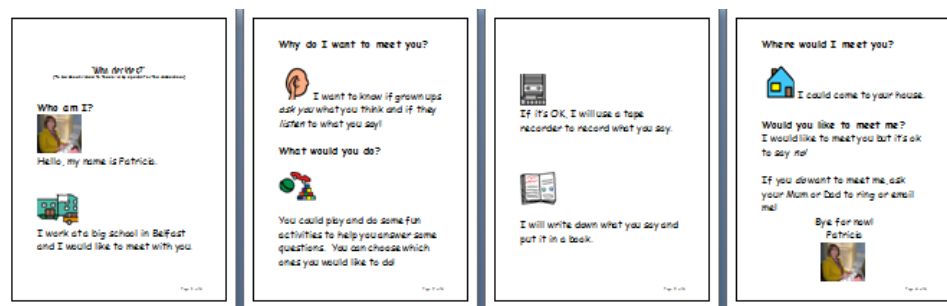 "Who decides?"
Who am I?
Hello, my name is Patricia.
I work at a big school in Belfast
and I would like to meet with you.
Why do I want to meet you?
I want to know if grown ups
ask you what you think and if they
listen to what you say!
What would you do?
You could play and do some fun
activities to help you answer some
questions. You can choose which
ones you would like to do!
If its OK, I will use a tape
recorder to record what you say.
I will write down what you say and
put it in a book.
Where would I meet you?
I could come to your house.
Would you like to meet me?
I would like to meet you but it's ok
to say no!
If you do want to meet me, ask
your Mum or Dad to ring or email
me!
Bye for now!
Patricia